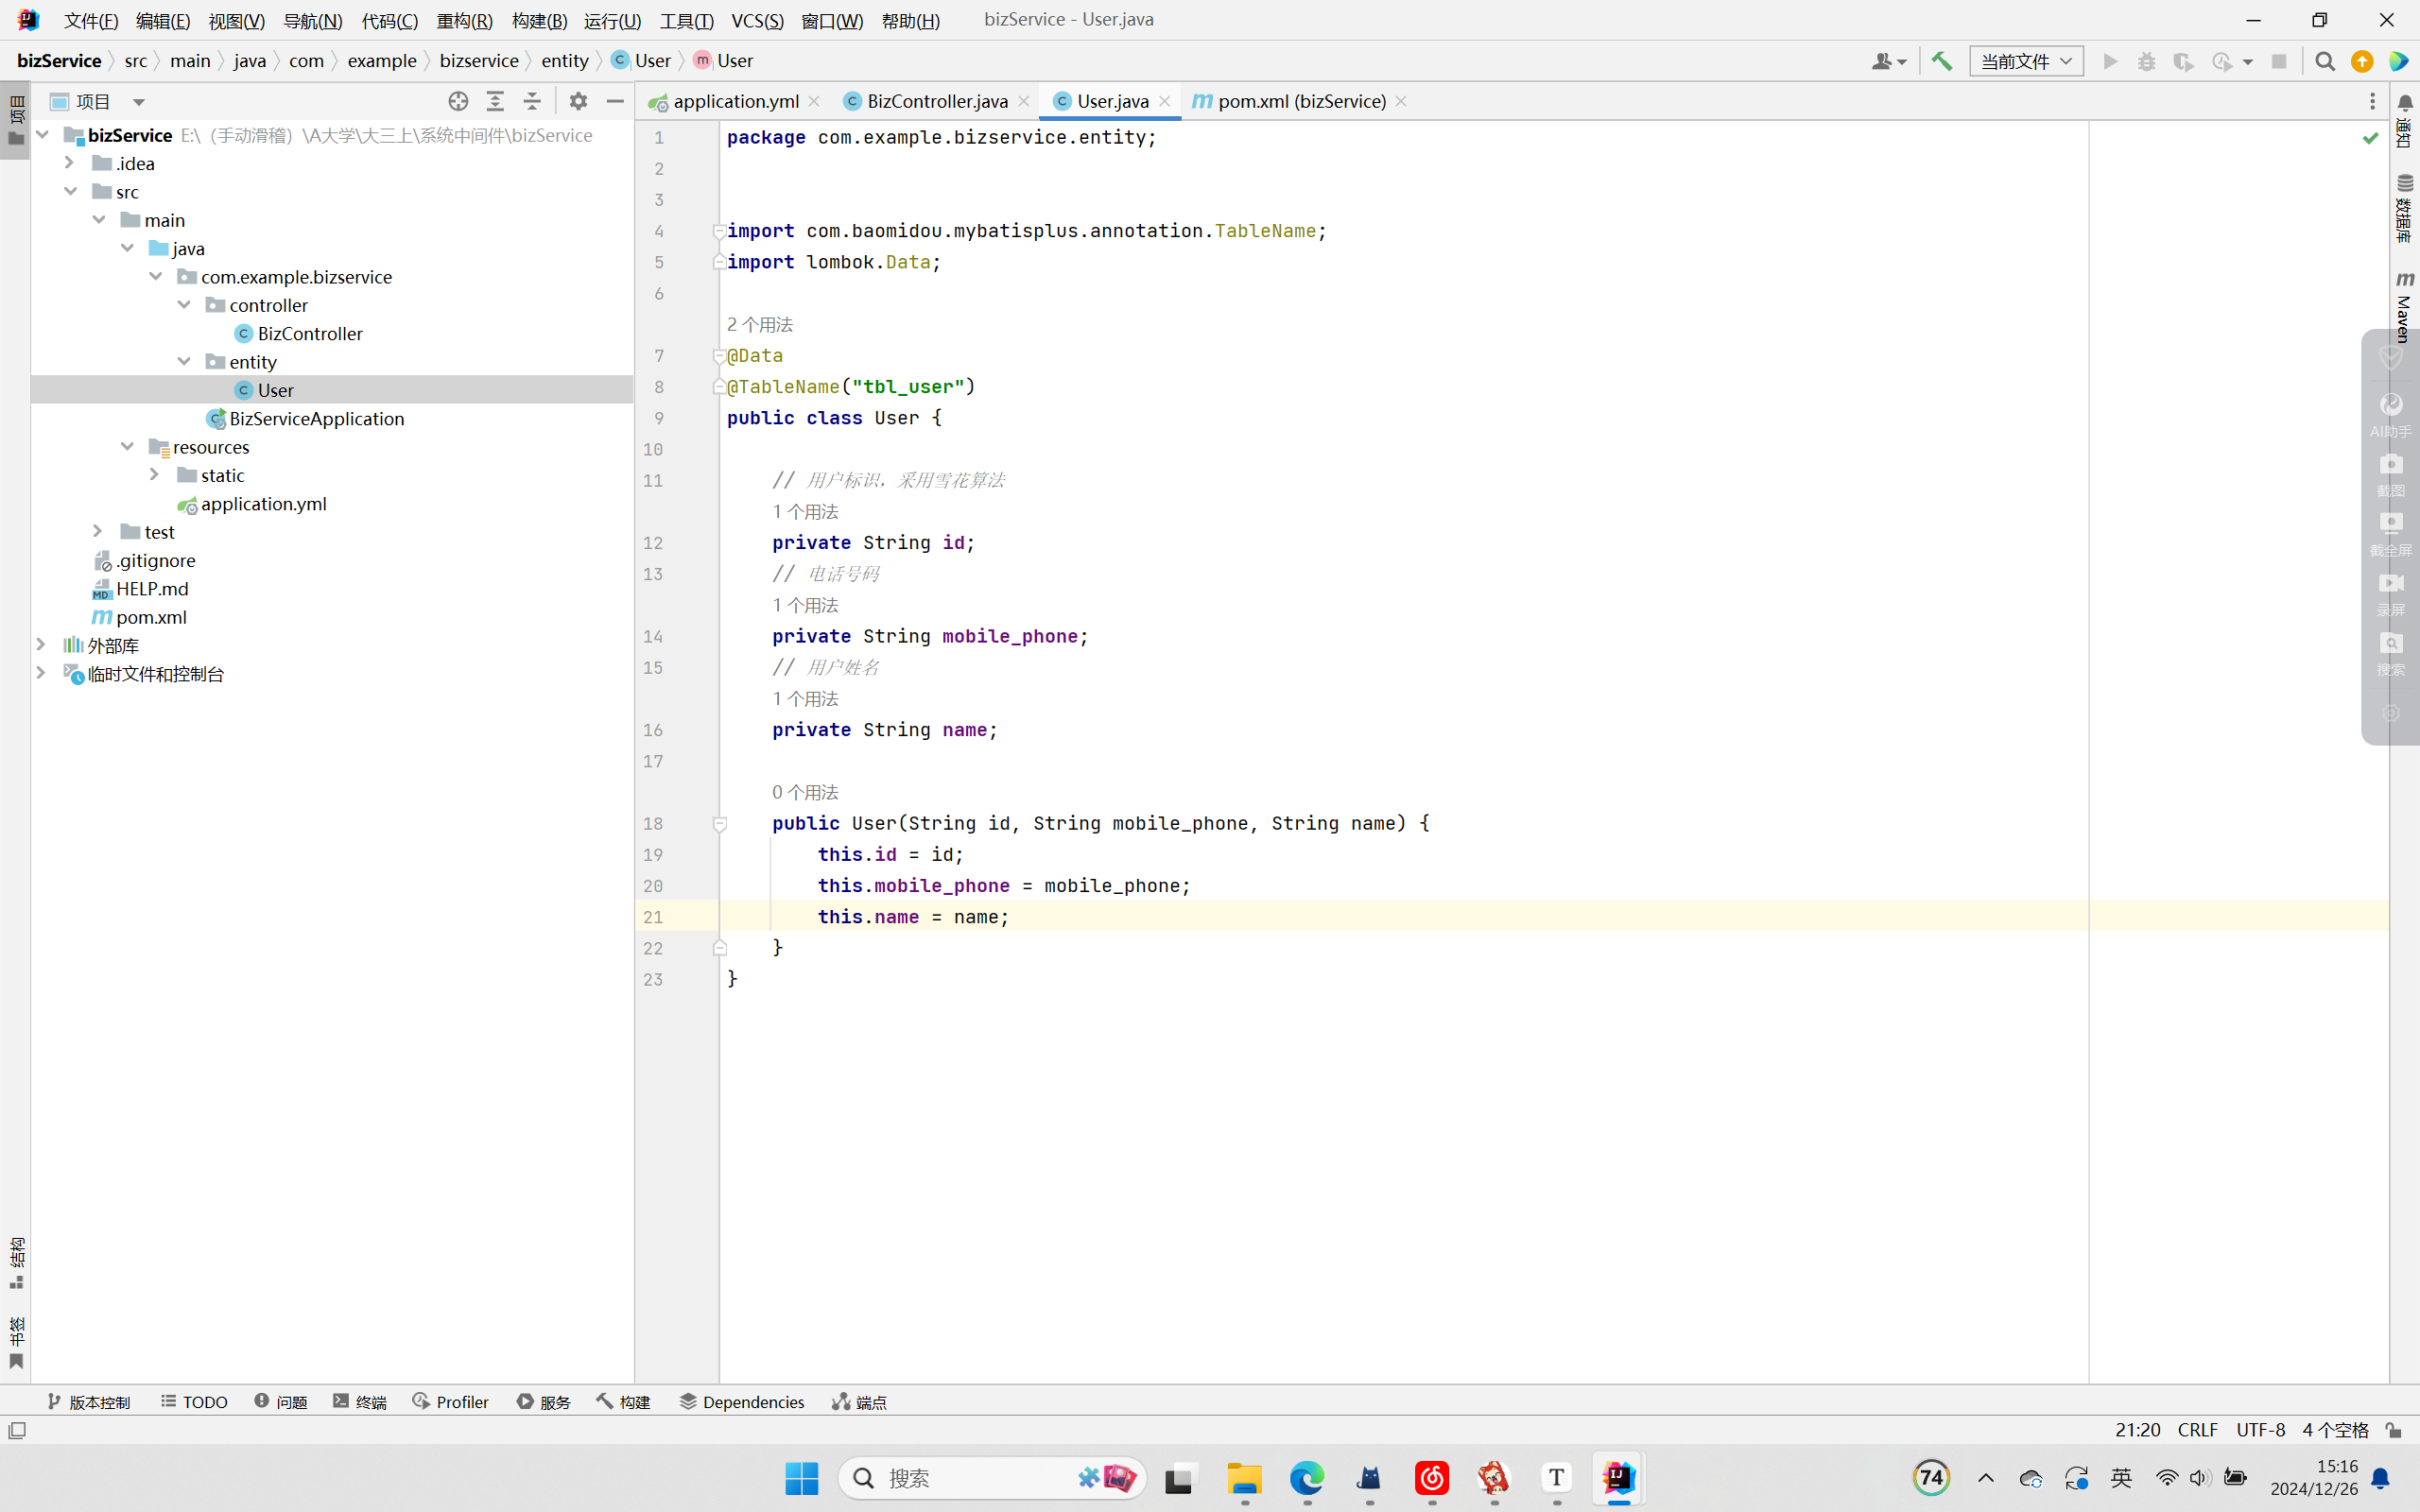 文件(F) 编辑(E) 视图(V) 导航(N) 代码(C) 重构(R) 构建(B) 运行(U) 工具(T) VCS(S) 窗口(W) 帮助(H) bizService - User.java
bizService src main java com example bizservice entity User User 当前文件
项目
bizService E:\（手动滑稽）\A大学\大三上\系统中间件\bizService
.idea
src
main
java
com.example.bizservice
controller
BizController
entity
User
BizServiceApplication
resources
static
application.yml
test
.gitignore
HELP.md
pom.xml
外部库
临时文件和控制台
项目
结构
书签
application.yml BizController.java User.java pom.xml (bizService)
1 package com.example.bizservice.entity;
2
3
4 import com.baomidou.mybatisplus.annotation.TableName;
5 import lombok.Data;
6
2 个用法
7 @Data
8 @TableName("tbl_user")
9 public class User {
10
11 // 用户标识，采用雪花算法
1 个用法
12 private String id;
13 // 电话号码
1 个用法
14 private String mobile_phone;
15 // 用户姓名
1 个用法
16 private String name;
17
0 个用法
18 public User(String id, String mobile_phone, String name) {
19 this.id = id;
20 this.mobile_phone = mobile_phone;
21 this.name = name;
22 }
23 }
通知
数据库
Maven
AI助手
截图
截全屏
录屏
搜索
版本控制 TODO 问题 终端 Profiler 服务 构建 Dependencies 端点
21:20 CRLF UTF-8 4 个空格
搜索
74 英 15:16
2024/12/26